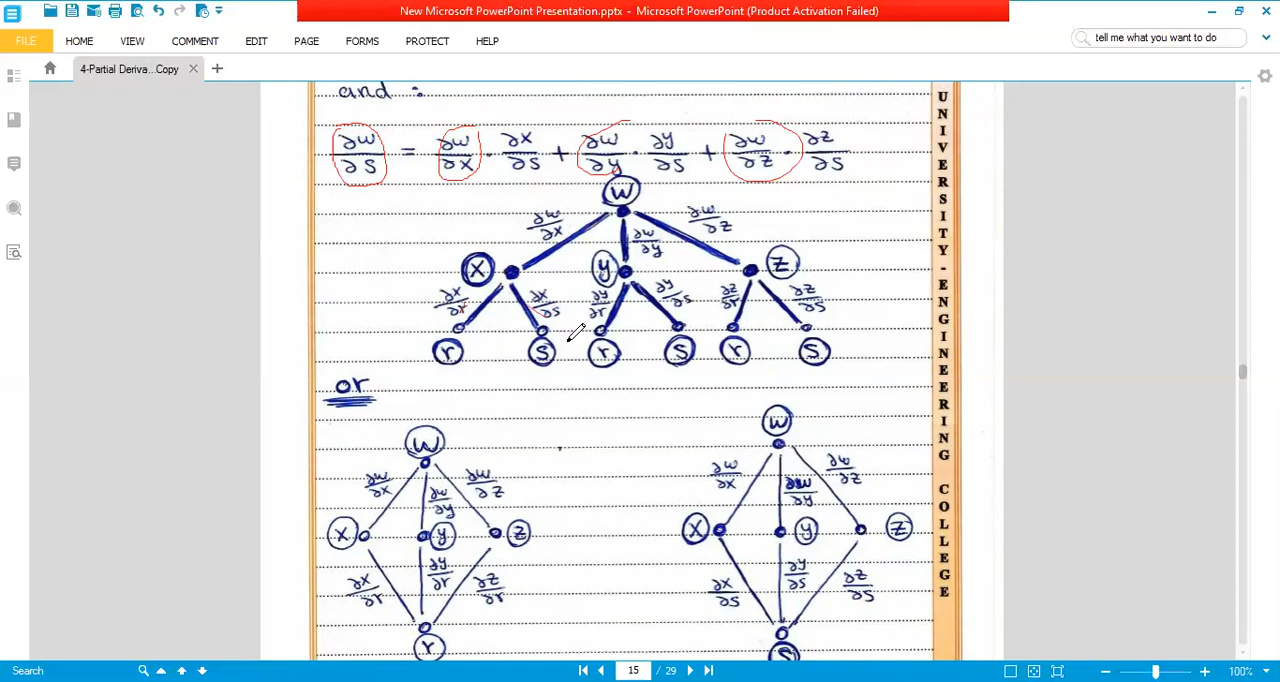 New Microsoft PowerPoint Presentation.pptx - Microsoft PowerPoint (Product Activation Failed)
FILE HOME VIEW COMMENT EDIT PAGE FORMS PROTECT HELP
tell me what you want to do
4-Partial Deriva...Copy
and :
∂w/∂s = ∂w/∂x · ∂x/∂s + ∂w/∂y · ∂y/∂s + ∂w/∂z · ∂z/∂s
w
∂w/∂x ∂w/∂y ∂w/∂z
x y z
∂x/∂r ∂x/∂s ∂y/∂r ∂y/∂s ∂z/∂r ∂z/∂s
r s r s r s
or
w
∂w/∂x ∂w/∂y ∂w/∂z
x y z
∂x/∂r ∂y/∂r ∂z/∂r
r
w
∂w/∂x ∂w/∂y ∂w/∂z
x y z
∂x/∂s ∂y/∂s ∂z/∂s
s
UNIVERSITY-ENGINEERING COLLEGE
Search
15 / 29
100%